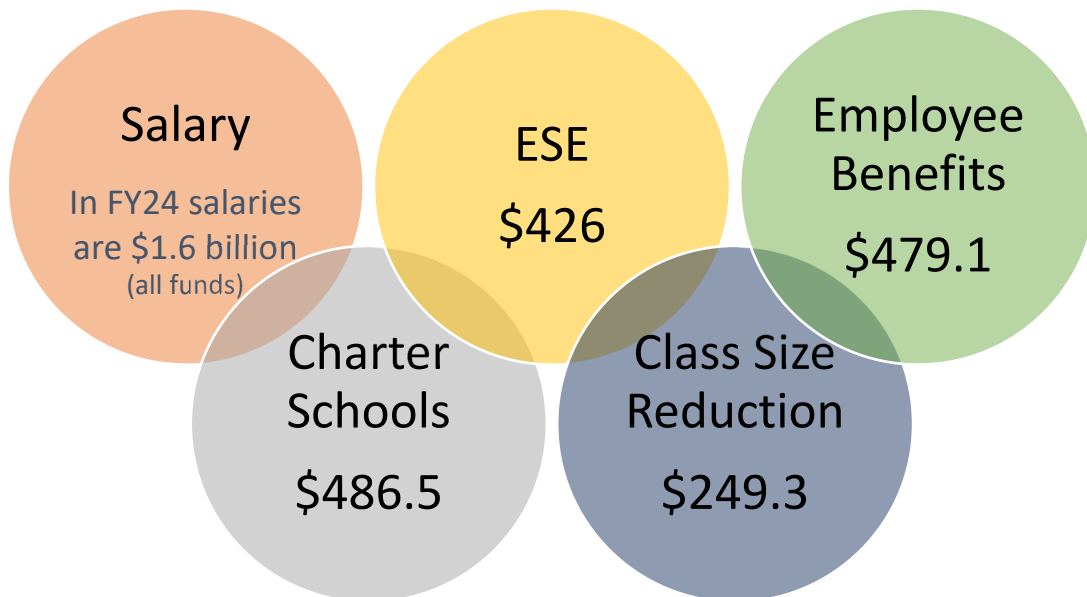 Salary
In FY24 salaries
are $1.6 billion
(all funds)
ESE
$426
Employee
Benefits
$479.1
Charter
Schools
$486.5
Class Size
Reduction
$249.3